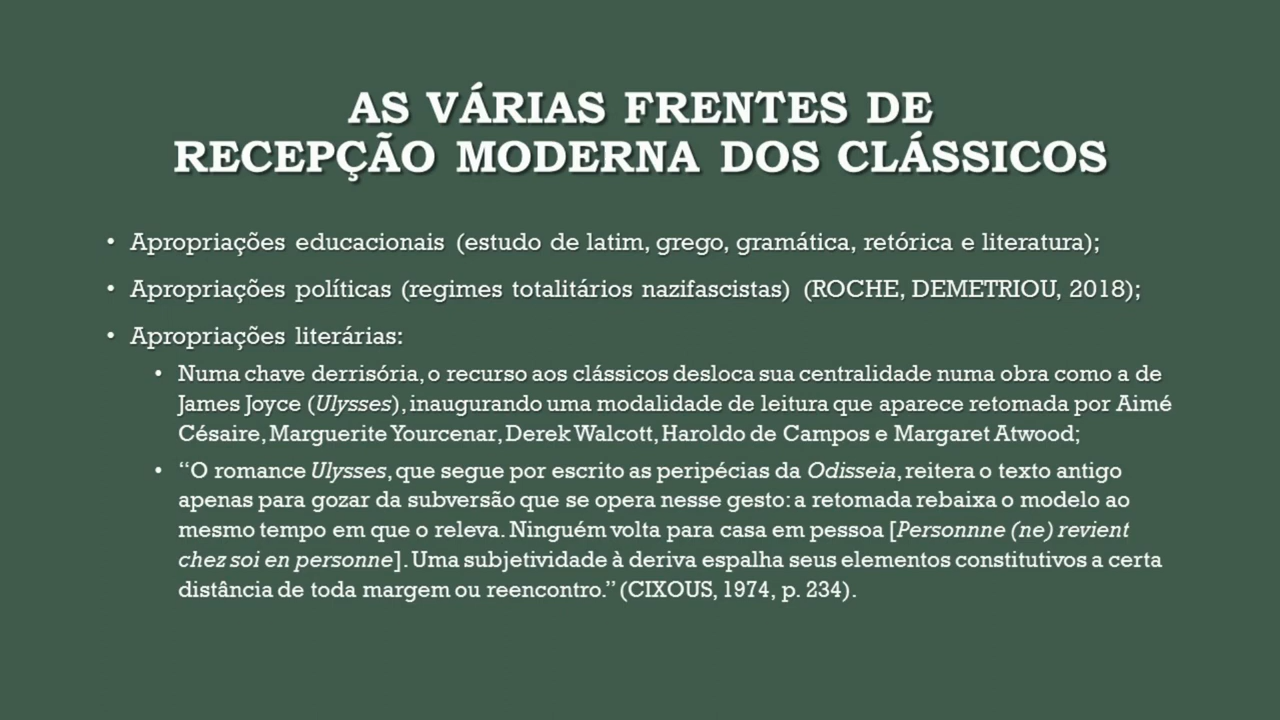 AS VÁRIAS FRENTES DE
RECEPÇÃO MODERNA DOS CLÁSSICOS
• Apropriações educacionais (estudo de latim, grego, gramática, retórica e literatura);
• Apropriações políticas (regimes totalitários nazifascistas) (ROCHE, DEMETRIOU, 2018);
• Apropriações literárias:
• Numa chave derrisória, o recurso aos clássicos desloca sua centralidade numa obra como a de
James Joyce (Ulysses), inaugurando uma modalidade de leitura que aparece retomada por Aimé
Césaire, Marguerite Yourcenar, Derek Walcott, Haroldo de Campos e Margaret Atwood;
• “O romance Ulysses, que segue por escrito as peripécias da Odisseia, reitera o texto antigo
apenas para gozar da subversão que se opera nesse gesto: a retomada rebaixa o modelo ao
mesmo tempo em que o releva. Ninguém volta para casa em pessoa [Personnne (ne) revient
chez soi en personne]. Uma subjetividade à deriva espalha seus elementos constitutivos a certa
distância de toda margem ou reencontro.” (CIXOUS, 1974, p. 234).